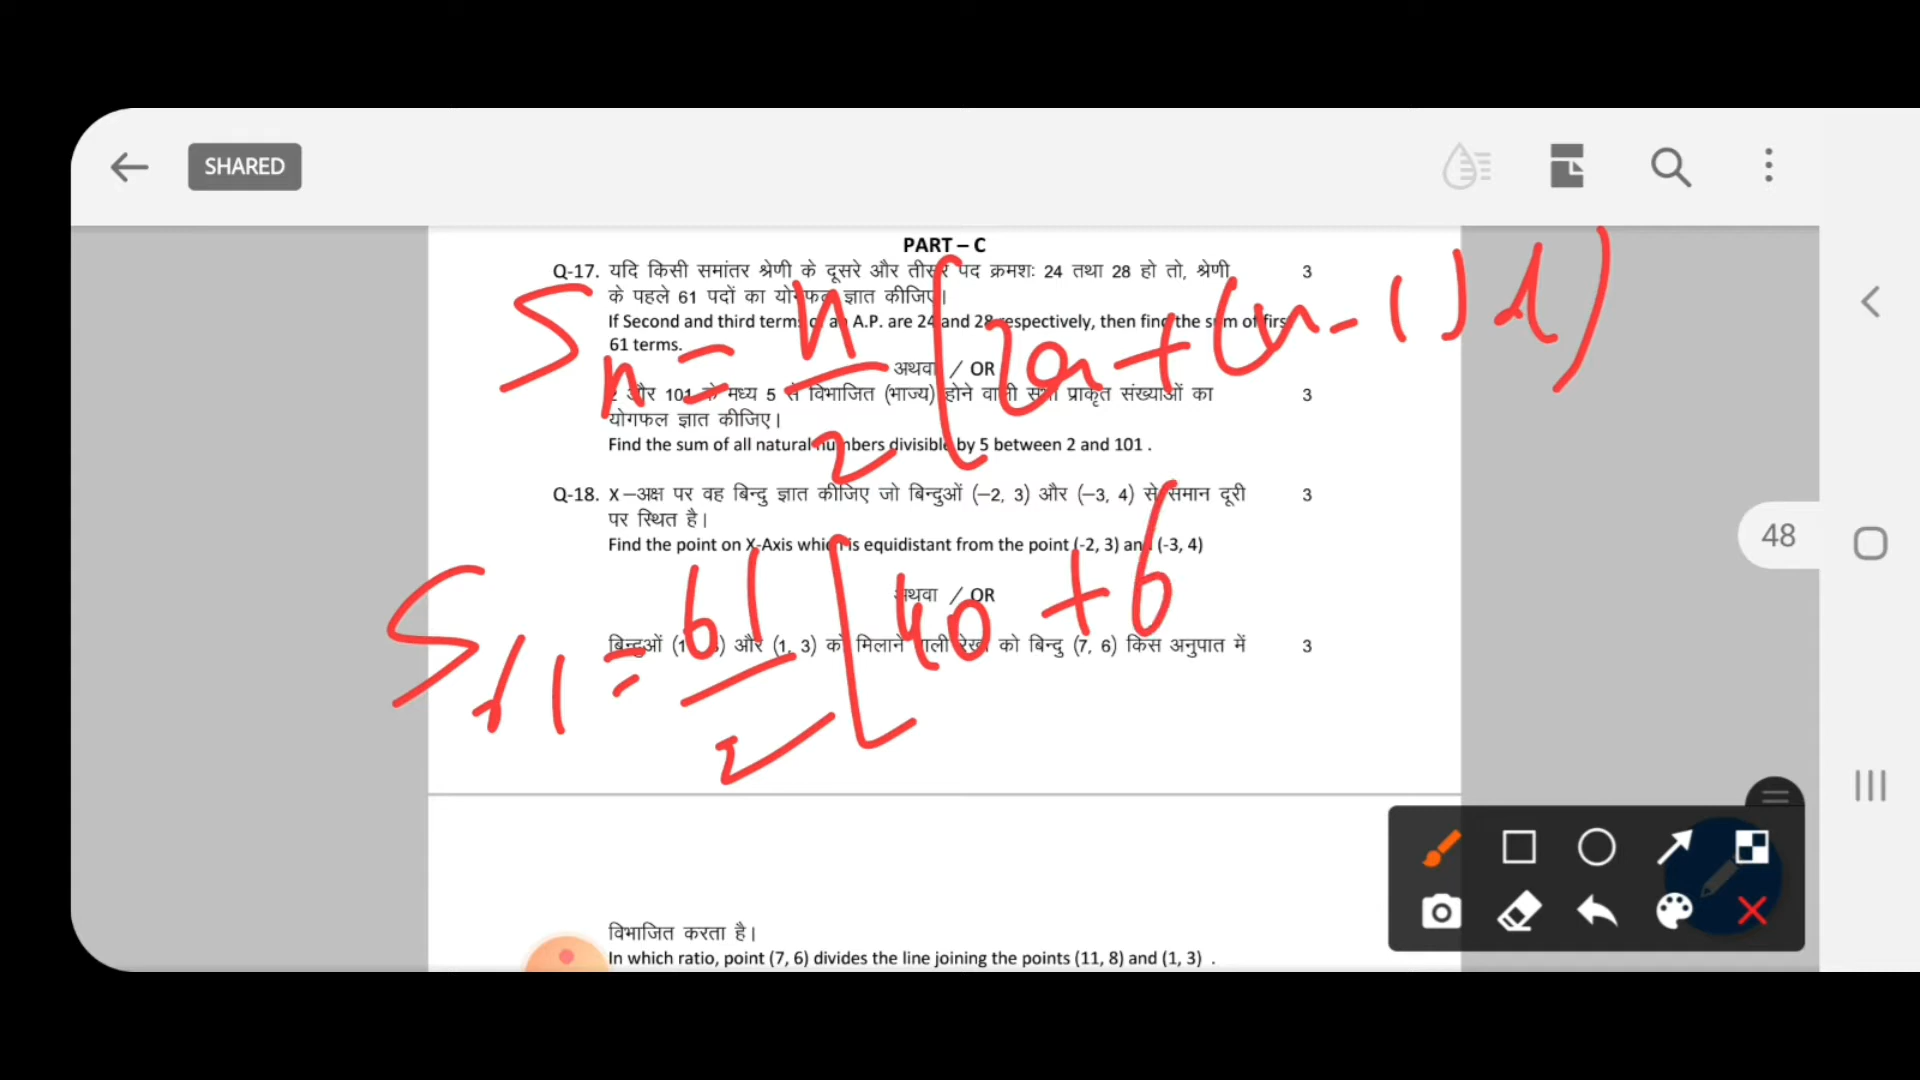 SHARED
PART – C
Q-17. यदि किसी समांतर श्रेणी के दूसरे और तीसरे पद क्रमशः 24 तथा 28 हो तो, श्रेणी 3
के पहले 61 पदों का योगफल ज्ञात कीजिए।
If Second and third terms of an A.P. are 24 and 28 respectively, then find the sum of firs
61 terms.
Sn = n/2 [2a + (n-1)d)
अथवा / OR
2 और 101 के मध्य 5 से विभाजित (भाज्य) होने वाली सभी प्राकृत संख्याओं का 3
योगफल ज्ञात कीजिए।
Find the sum of all natural numbers divisible by 5 between 2 and 101 .
Q-18. X –अक्ष पर वह बिन्दु ज्ञात कीजिए जो बिन्दुओं (–2, 3) और (–3, 4) से समान दूरी 3
पर स्थित है।
Find the point on X-Axis which is equidistant from the point (-2, 3) and (-3, 4)
48
S61 = 61/2 [40 + 6
अथवा / OR
बिन्दुओं (1 ) और (1, 3) को मिलाने वाली रेखा को बिन्दु (7, 6) किस अनुपात में 3
विभाजित करता है।
In which ratio, point (7, 6) divides the line joining the points (11, 8) and (1, 3) .